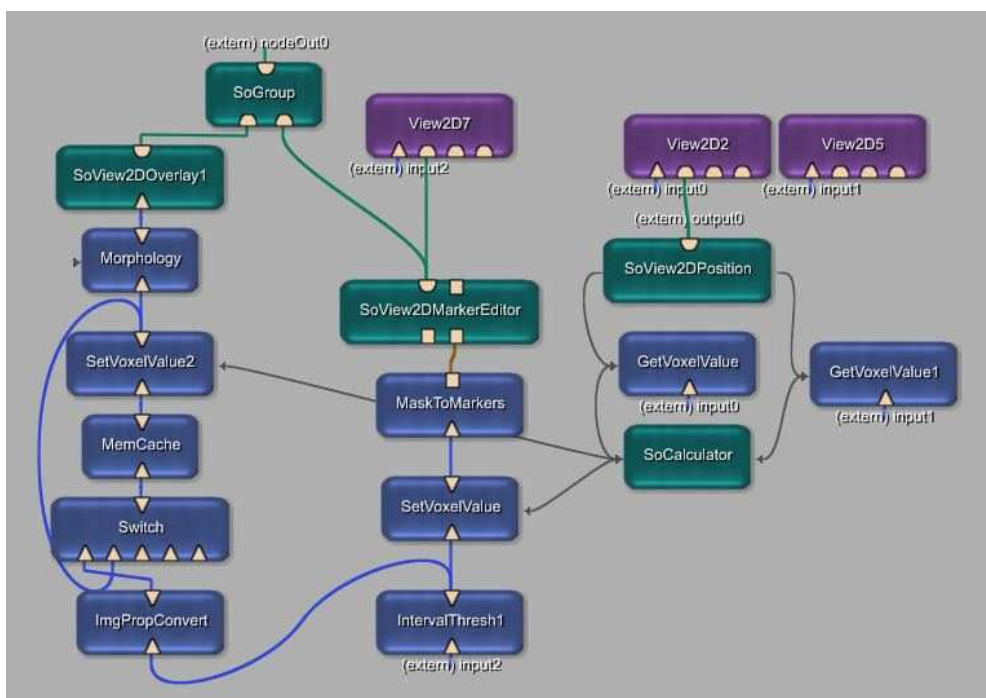 (extern) nodeOut0
SoGroup
View2D7
(extern) input2
View2D2
(extern) input0
View2D5
(extern) input1
SoView2DOverlay1
(extern) output0
Morphology
SoView2DPosition
SoView2DMarkerEditor
SetVoxelValue2
GetVoxelValue
(extern) input0
GetVoxelValue1
(extern) input1
MaskToMarkers
MemCache
SoCalculator
SetVoxelValue
Switch
ImgPropConvert
IntervalThresh1
(extern) input2